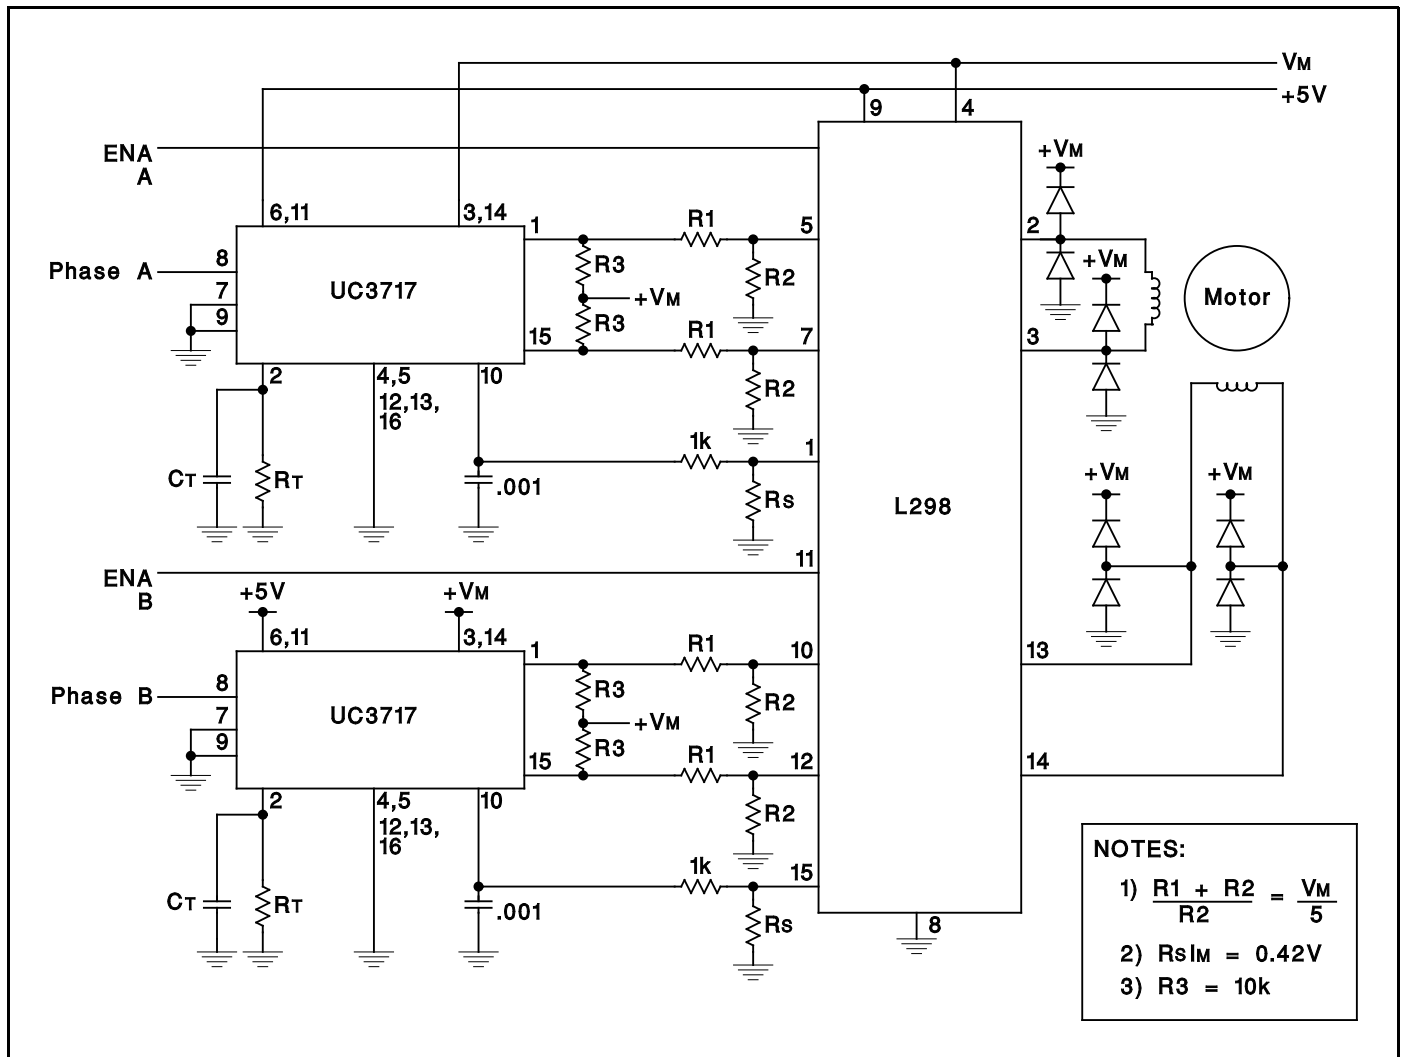 VM
+5V
9
4
ENA
A
+VM
6,11
3,14
1
R1
5
2
8
R3
R2
+VM
Phase A
7
UC3717
+VM
Motor
9
R3
15
R1
7
3
2
4,5
10
R2
12,13,
16
1k
1
+VM
+VM
CT
RT
.001
Rs
L298
11
ENA
B
+5V
+VM
6,11
3,14
1
R1
10
13
8
R3
R2
Phase B
7
UC3717
+VM
9
R3
15
R1
12
14
2
4,5
10
R2
12,13,
16
1k
15
CT
RT
.001
Rs
8
NOTES:
1) R1 + R2 = VM
R2 5
2) RsIM = 0.42V
3) R3 = 10k